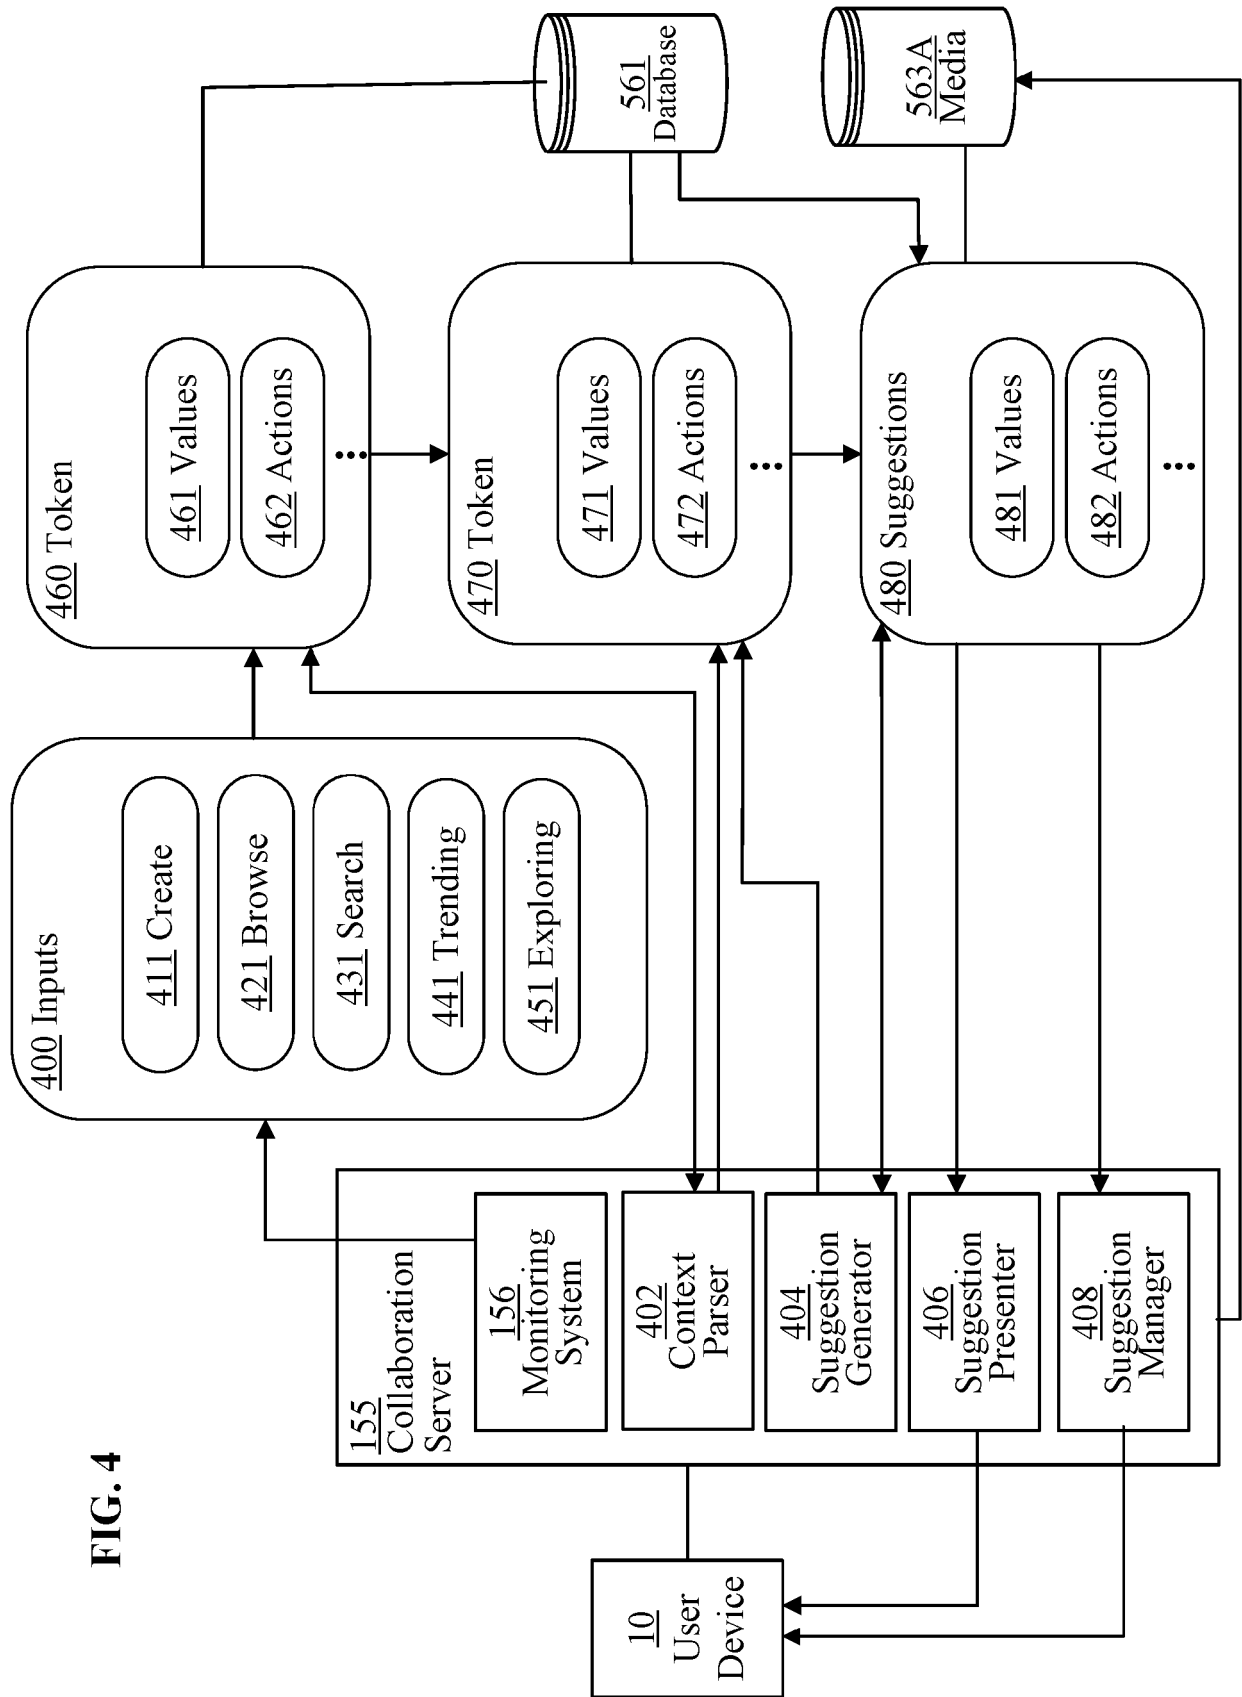 FIG. 4
10
User
Device
155
Collaboration
Server
156
Monitoring
System
402
Context
Parser
404
Suggestion
Generator
406
Suggestion
Presenter
408
Suggestion
Manager
400 Inputs
411 Create
421 Browse
431 Search
441 Trending
451 Exploring
460 Token
461 Values
462 Actions
...
470 Token
471 Values
472 Actions
...
480 Suggestions
481 Values
482 Actions
...
561
Database
563A
Media